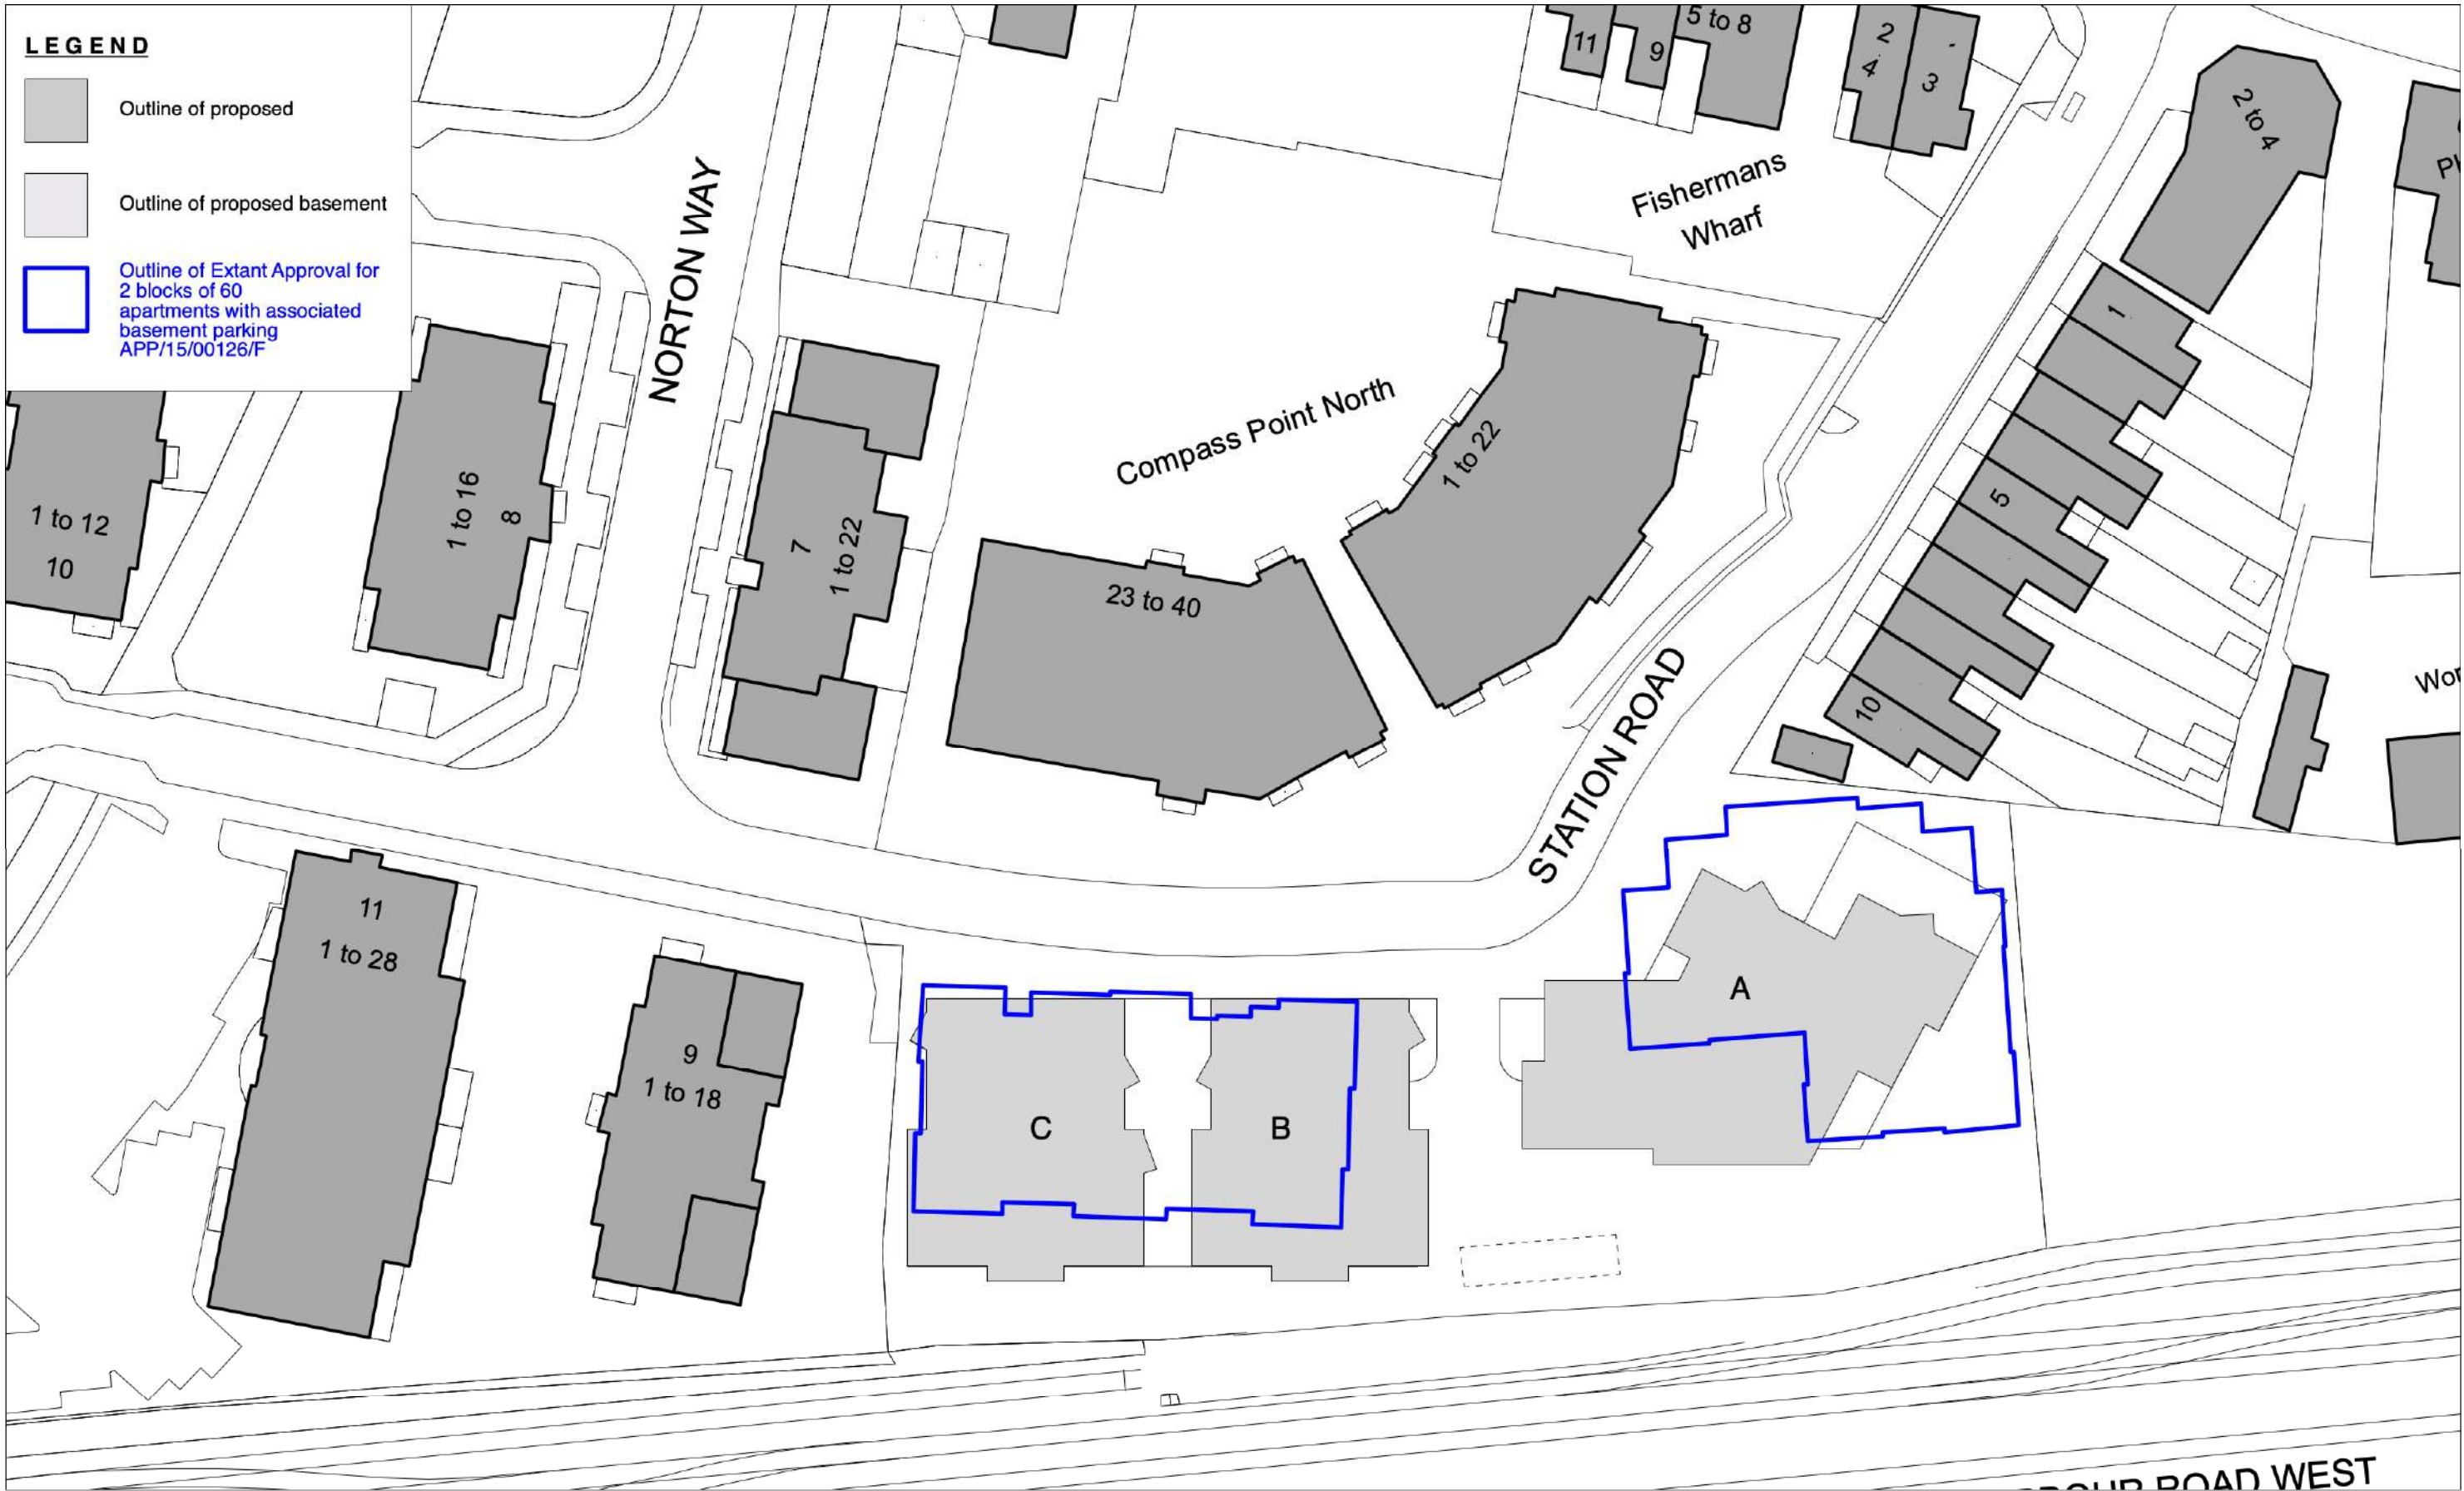 LEGEND
Outline of proposed
Outline of proposed basement
Outline of Extant Approval for
2 blocks of 60
apartments with associated
basement parking
APP/15/00126/F
11
9
5 to 8
2
4
3
2 to 4
Fishermans
Wharf
NORTON WAY
Compass Point North
1 to 22
1
5
10
1 to 12
10
1 to 16
8
7
1 to 22
23 to 40
STATION ROAD
11
1 to 28
9
1 to 18
A
B
C
ROAD WEST